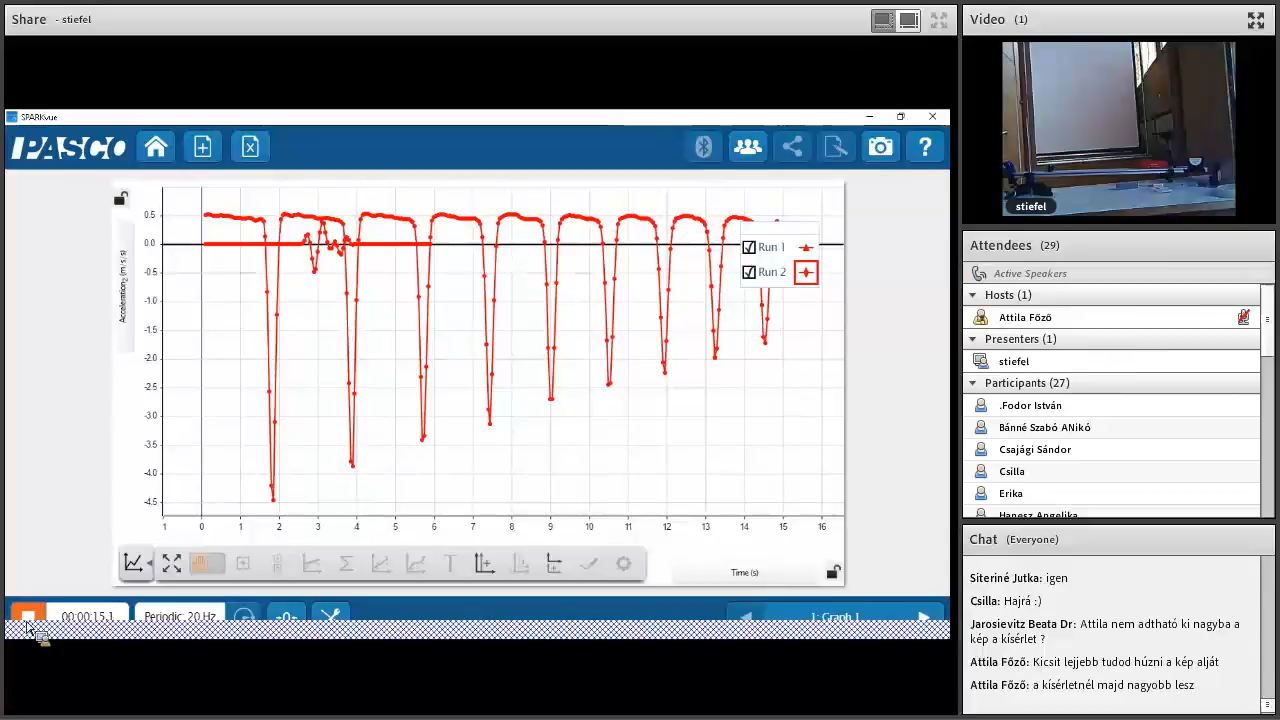 Share - stiefel
SPARKvue
PASCO
?
0.5
0.0
-0.5
-1.0
-1.5
-2.0
-2.5
-3.0
-3.5
-4.0
-4.5
Acceleration, (m/s/s)
Run 1
Run 2
1 0 1 2 3 4 5 6 7 8 9 10 11 12 13 14 15 16
Time (s)
00:00:15.1
Periodic: 20 Hz
1: Graph 1
Video (1)
stiefel
Attendees (29)
Active Speakers
Hosts (1)
Attila Főző
Presenters (1)
stiefel
Participants (27)
.Fodor István
Bánné Szabó ANikó
Csajági Sándor
Csilla
Erika
Hanesz Angelika
Chat (Everyone)
Siteriné Jutka: igen
Csilla: Hajrá :)
Jarosievitz Beata Dr: Attila nem adtható ki nagyba a
kép a kísérlet ?
Attila Főző: Kicsit lejjebb tudod húzni a kép alját
Attila Főző: a kísérletnél majd nagyobb lesz